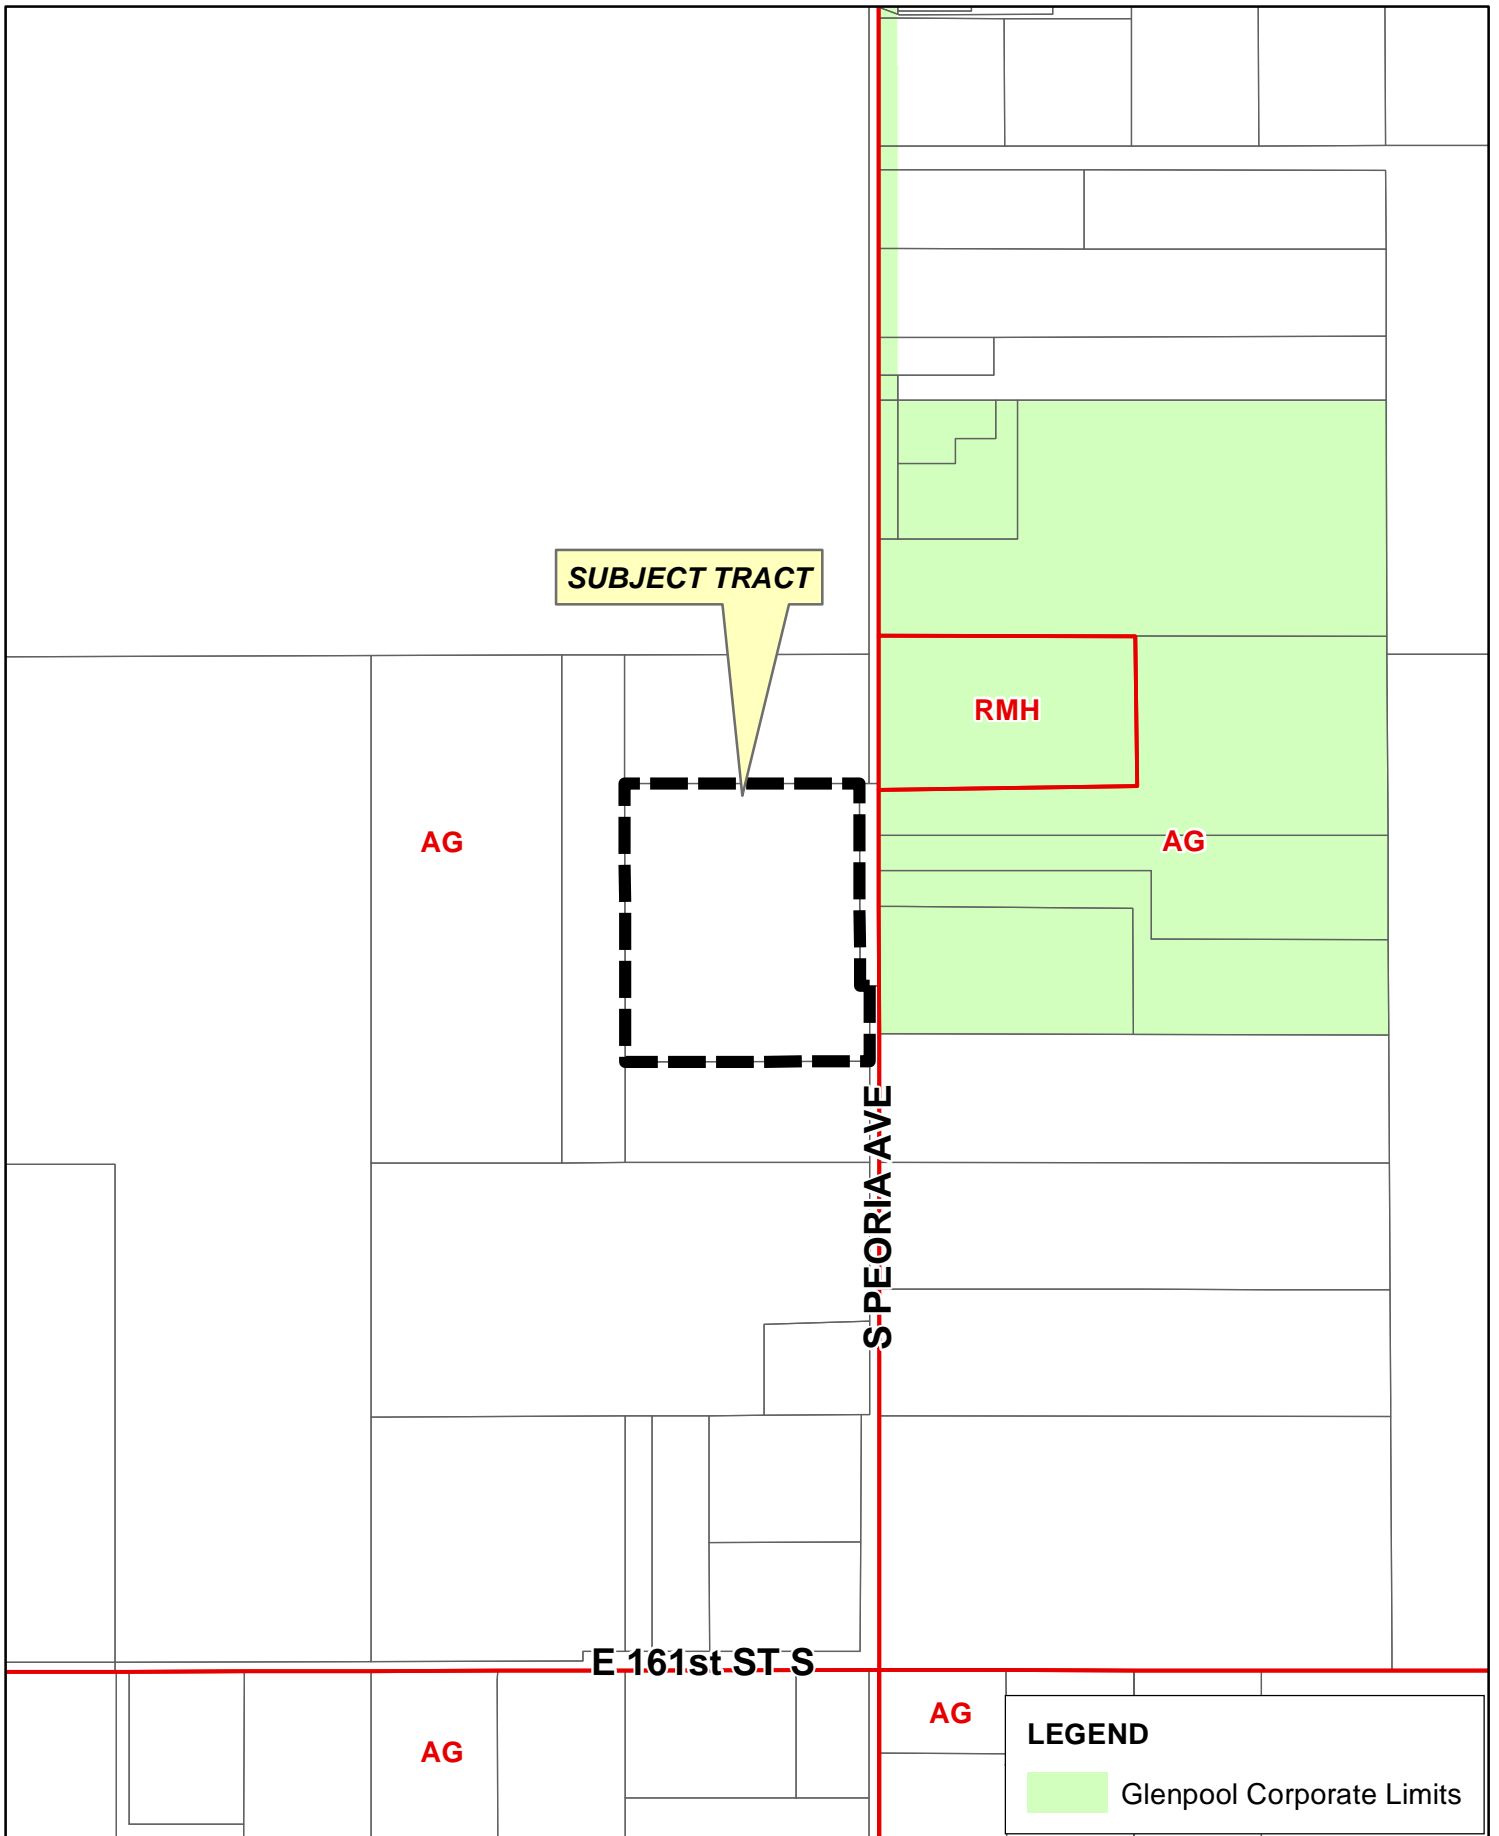 SUBJECT TRACT
RMH
AG
AG
S PEORIA AVE
E 161st ST S
AG
AG
LEGEND
Glenpool Corporate Limits